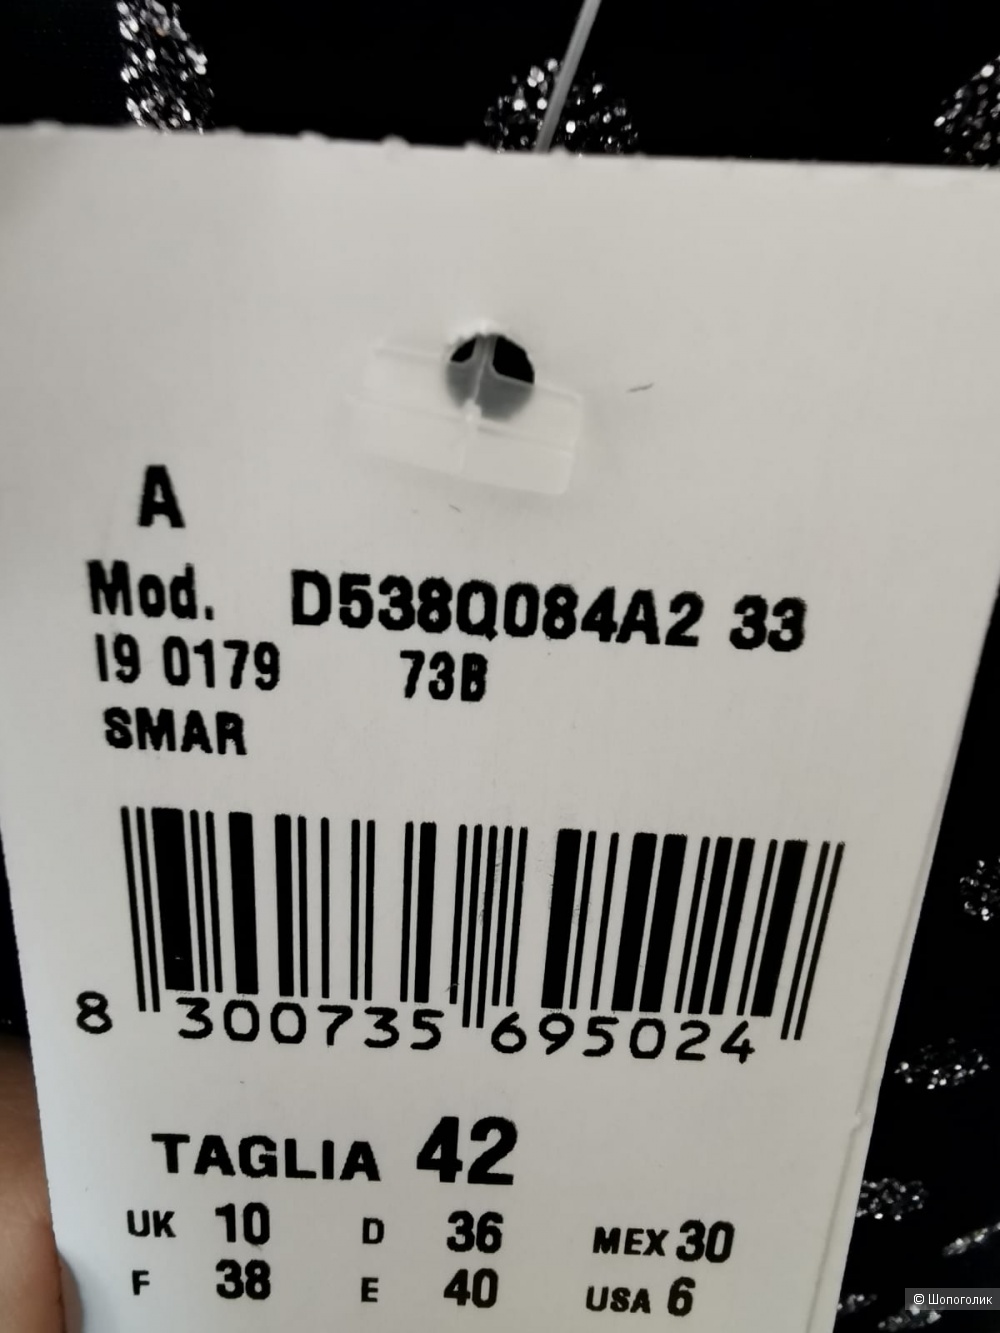 A
Mod. D538Q084A2 33
I9 0179 73B
SMAR
8 300735 695024
TAGLIA 42
UK 10 D 36 MEX 30
F 38 E 40 USA 6
© Шопоголик